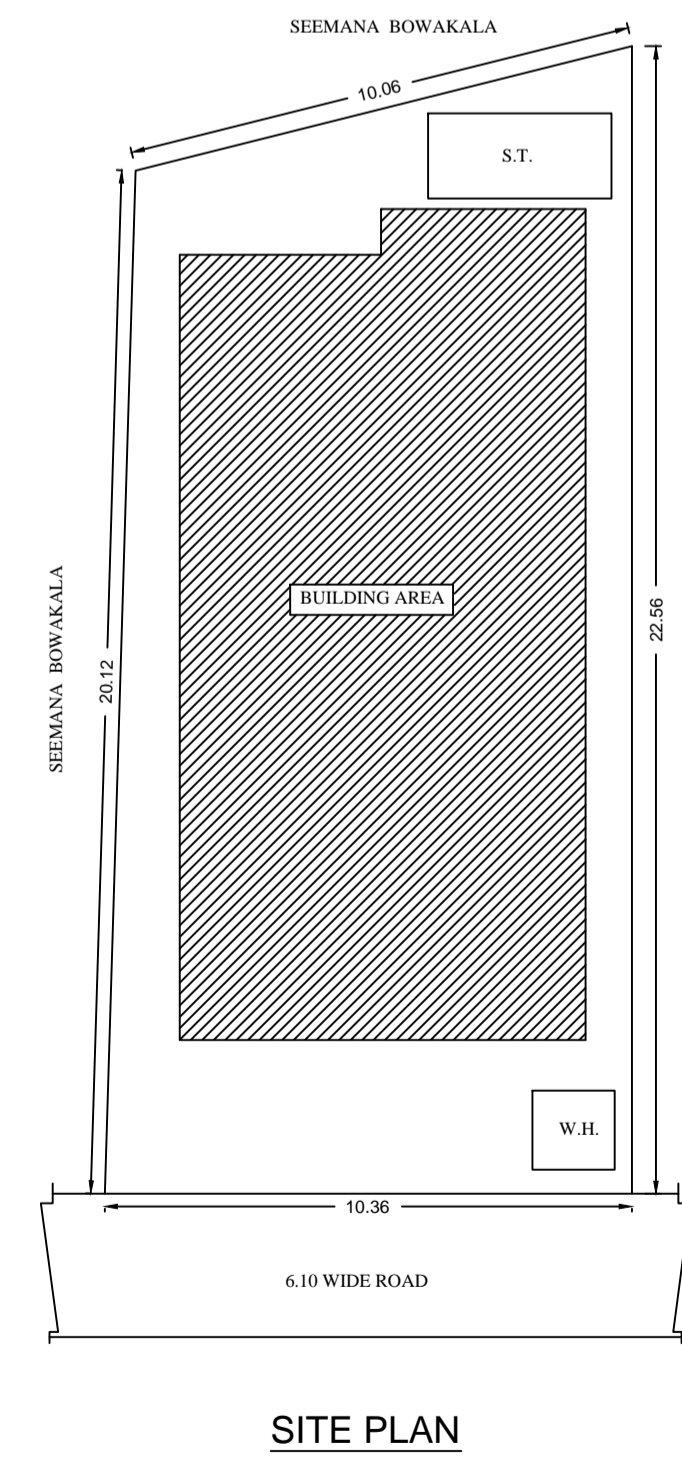 SEEMANA BOWAKALA
10.06
S.T.
BUILDING AREA
SEEMANA BOWAKALA
20.12
22.56
W.H.
10.36
6.10 WIDE ROAD
SITE PLAN